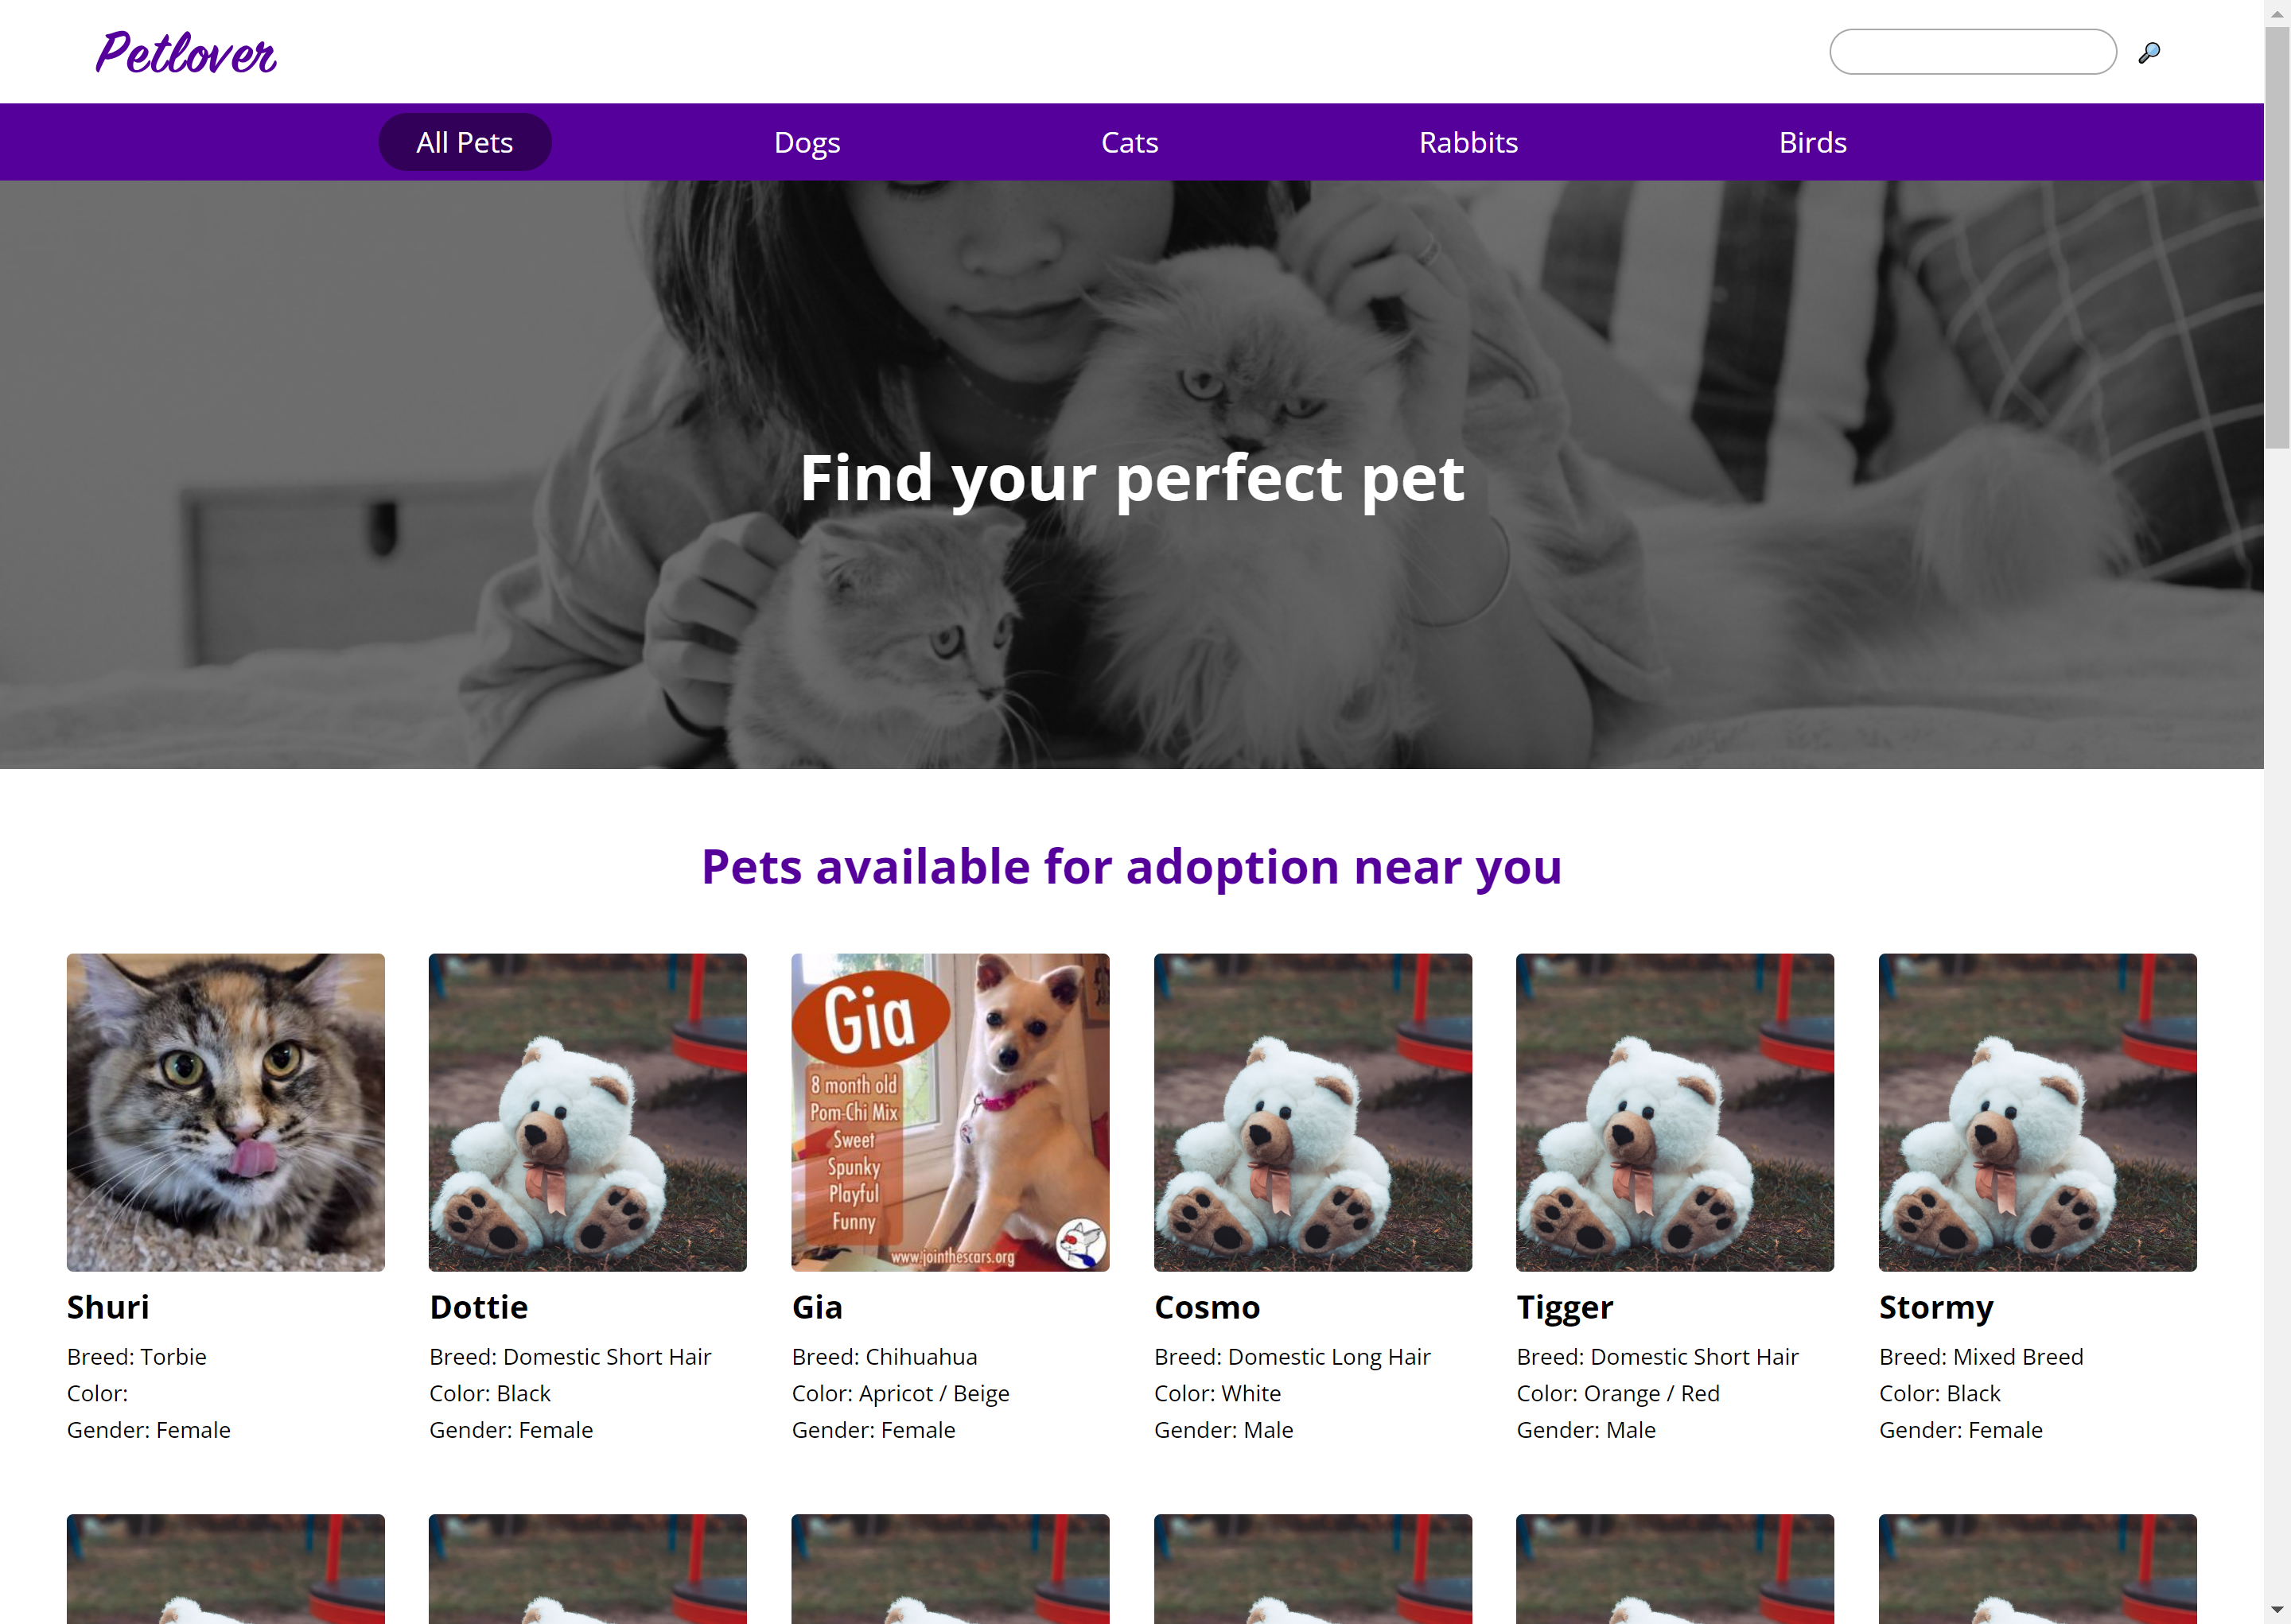 Petlover
All Pets
Dogs
Cats
Rabbits
Birds
Find your perfect pet
Pets available for adoption near you
Gia
8 month old
Pom-Chi Mix
Sweet
Spunky
Playful
Funny
www.jointhescars.org
Shuri
Breed: Torbie
Color:
Gender: Female
Dottie
Breed: Domestic Short Hair
Color: Black
Gender: Female
Gia
Breed: Chihuahua
Color: Apricot / Beige
Gender: Female
Cosmo
Breed: Domestic Long Hair
Color: White
Gender: Male
Tigger
Breed: Domestic Short Hair
Color: Orange / Red
Gender: Male
Stormy
Breed: Mixed Breed
Color: Black
Gender: Female